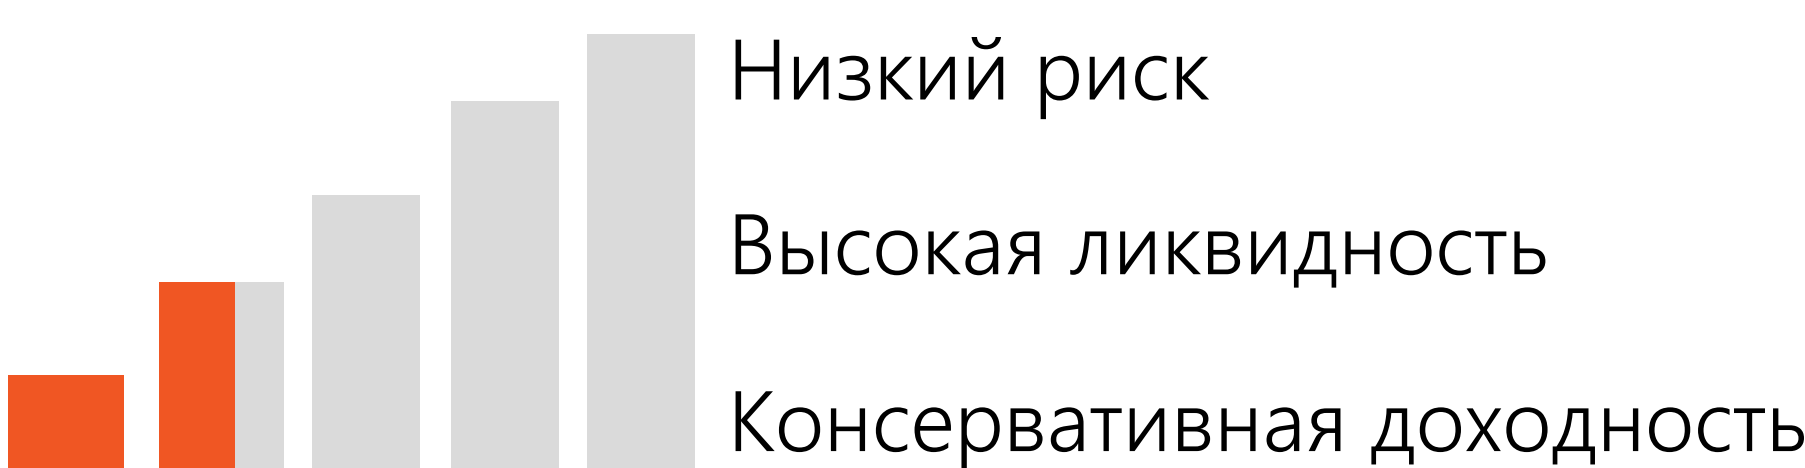 Низкий риск
Высокая ликвидность
Консервативная доходность